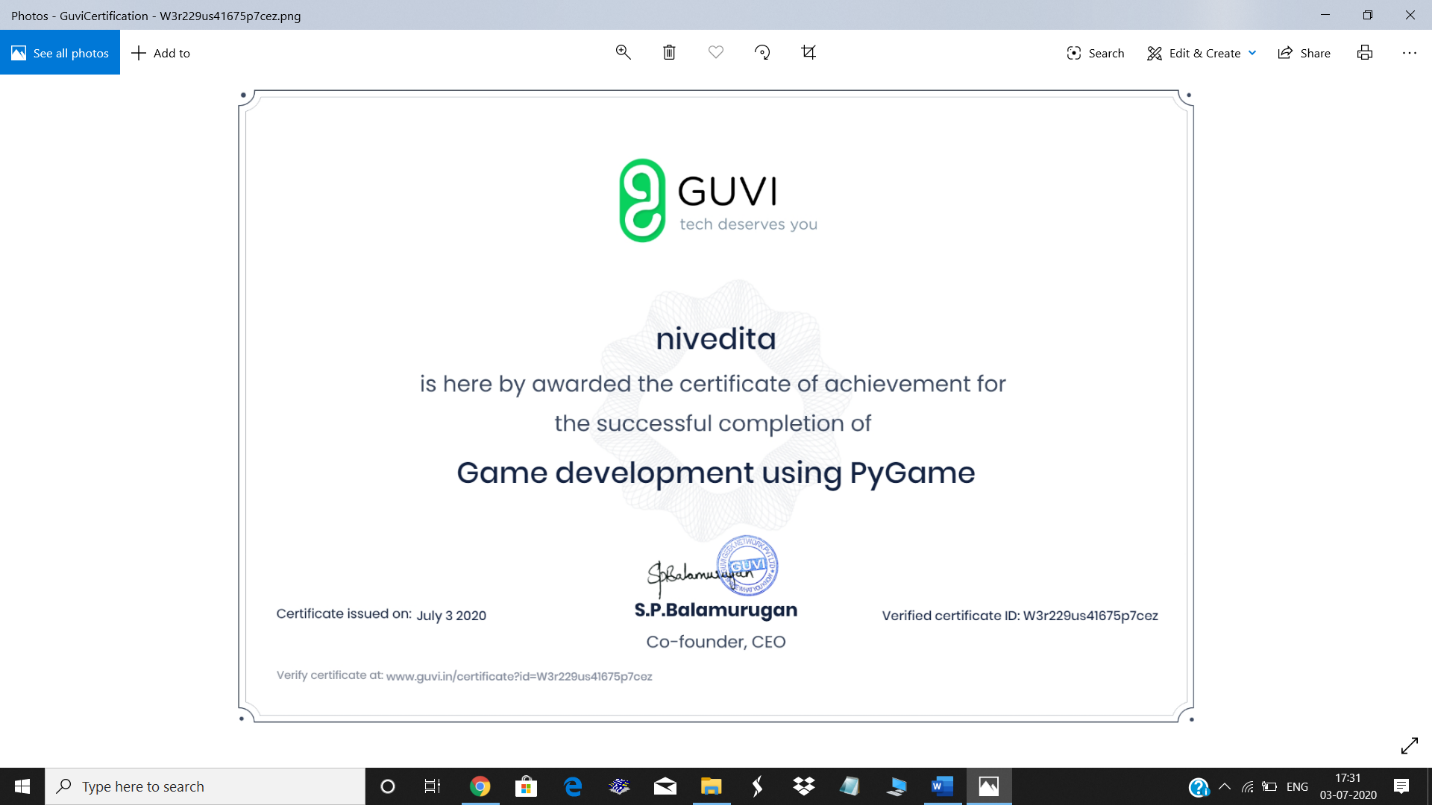 Photos - GuviCertification - W3r229us41675p7cez.png
See all photos
Add to
Search
Edit & Create
Share
GUVI
tech deserves you
nivedita
is here by awarded the certificate of achievement for
the successful completion of
Game development using PyGame
SpBalamurugan
GUVI
S.P.Balamurugan
Co-founder, CEO
Certificate issued on: July 3 2020
Verified certificate ID: W3r229us41675p7cez
Verify certificate at: www.guvi.in/certificate?id=W3r229us41675p7cez
Type here to search
ENG
17:31
03-07-2020